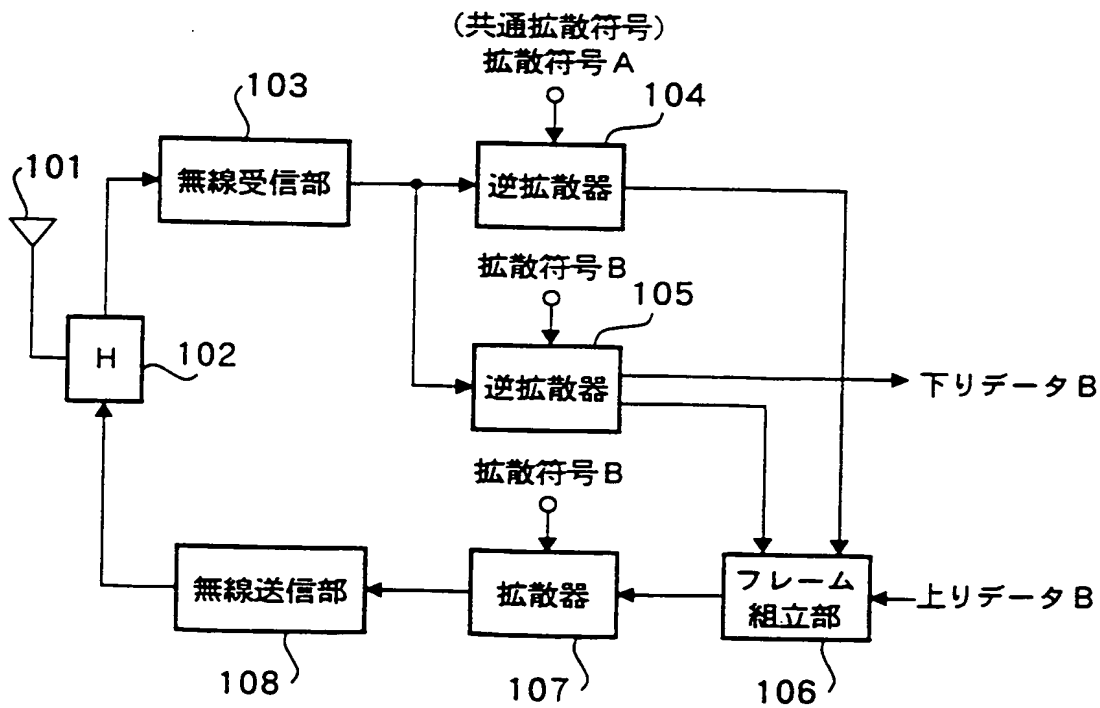 (共通拡散符号)
拡散符号A
103
104
101
無線受信部
逆拡散器
拡散符号B
105
H
102
逆拡散器
下りデータB
拡散符号B
無線送信部
拡散器
フレーム
組立部
上りデータB
108
107
106